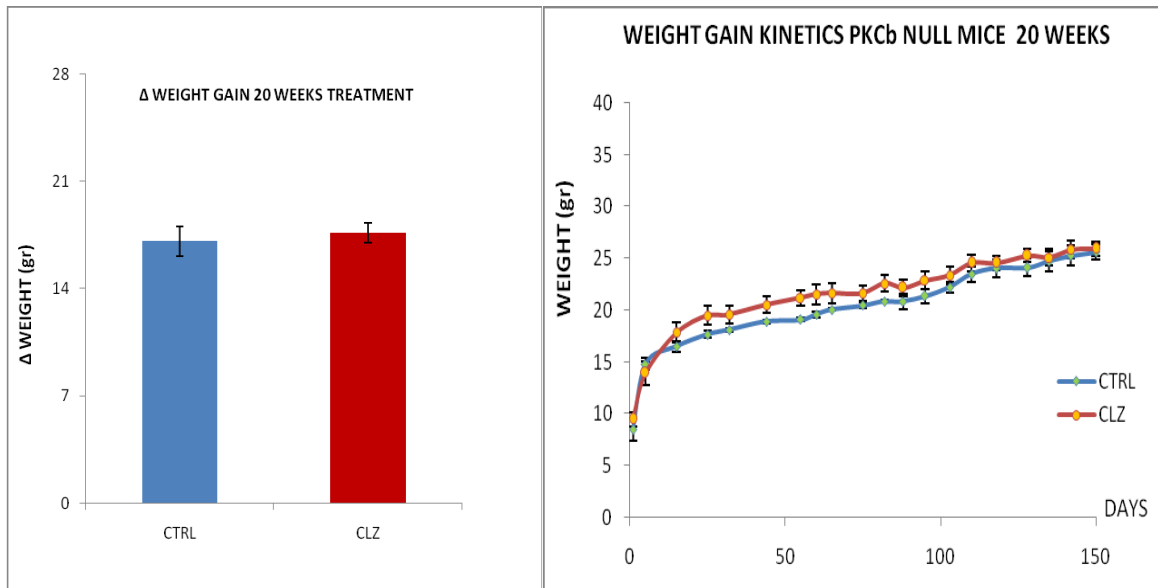 Δ WEIGHT GAIN 20 WEEKS TREATMENT
Δ WEIGHT (gr)
28
21
14
7
0
CTRL
CLZ
WEIGHT GAIN KINETICS PKCb NULL MICE 20 WEEKS
WEIGHT (gr)
40
35
30
25
20
15
10
5
0
CTRL
CLZ
DAYS
0
50
100
150